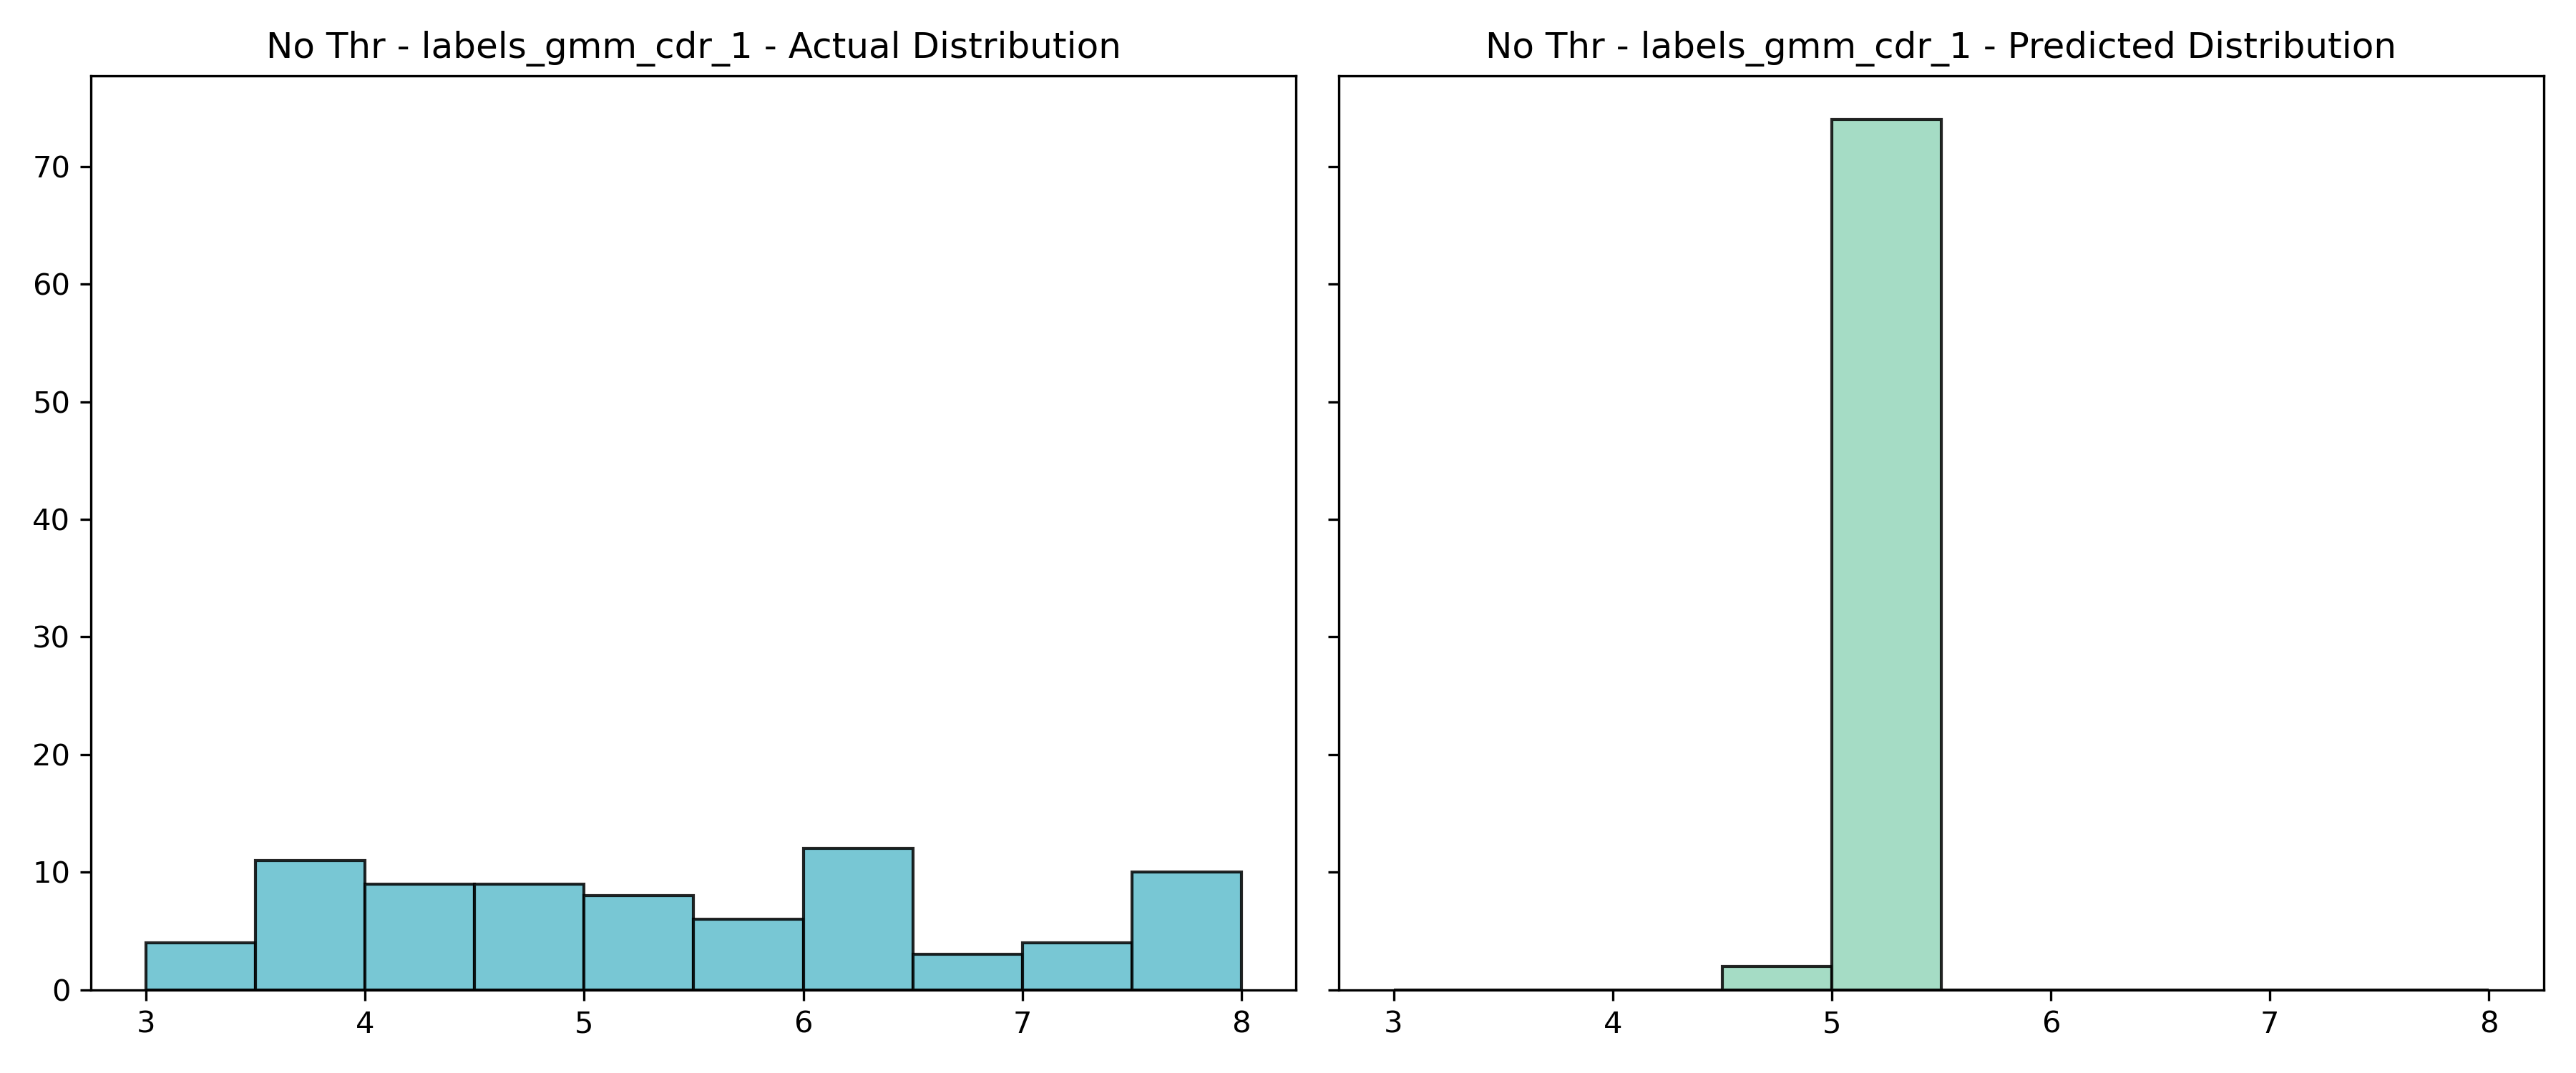 No Thr - labels_gmm_cdr_1 - Actual Distribution
70
60
50
40
30
20
10
0
3 4 5 6 7 8
No Thr - labels_gmm_cdr_1 - Predicted Distribution
3 4 5 6 7 8